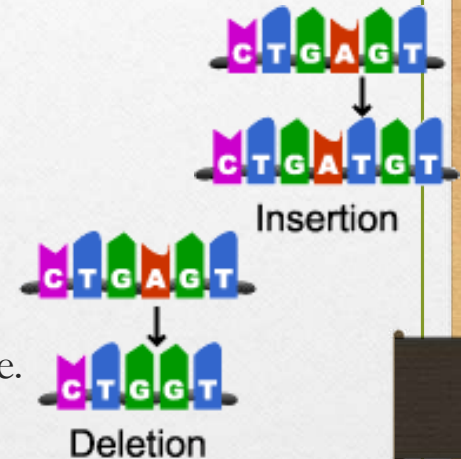 CTGAGT
CTGATGT
Insertion
CTGAGT
e.
CTGGT
Deletion